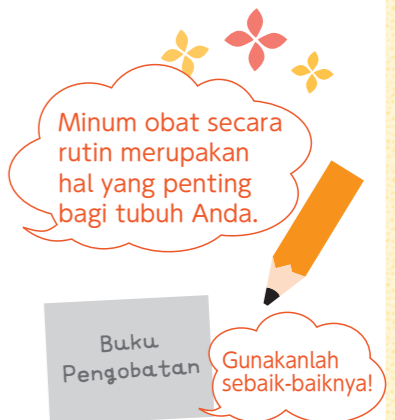 Minum obat secara
rutin merupakan
hal yang penting
bagi tubuh Anda.
Buku
Pengobatan
Gunakanlah
sebaik-baiknya!